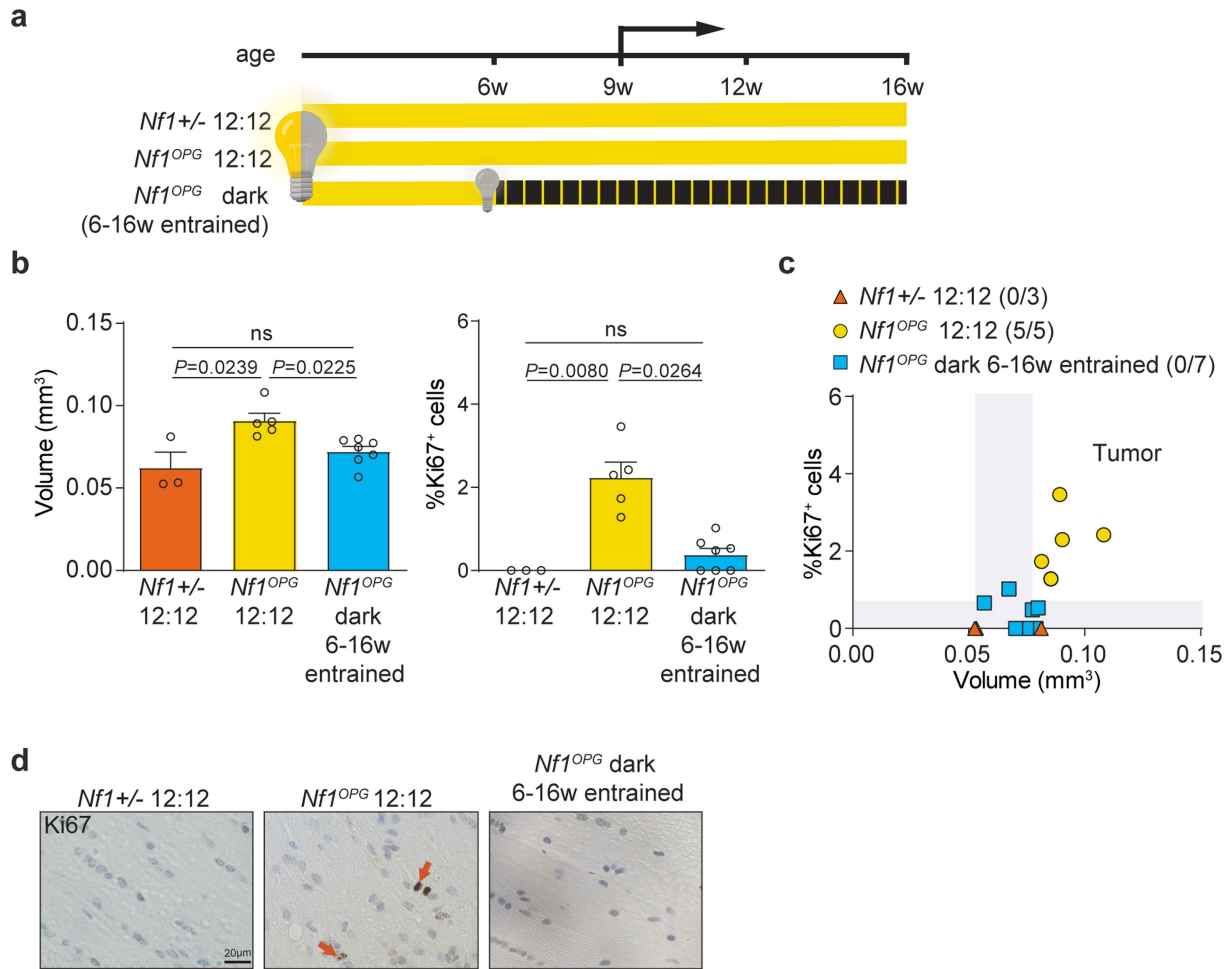 a
age
6w 9w 12w 16w
Nf1+/- 12:12
Nf1OPG 12:12
Nf1OPG dark
(6-16w entrained)
b
Volume (mm3)
0.15
0.10
0.05
0.00
ns
P=0.0239 P=0.0225
Nf1+/-
12:12
Nf1OPG
12:12
Nf1OPG
dark
6-16w
entrained
%Ki67+ cells
6
4
2
0
ns
P=0.0080 P=0.0264
Nf1+/-
12:12
Nf1OPG
12:12
Nf1OPG
dark
6-16w
entrained
c
Nf1+/- 12:12 (0/3)
Nf1OPG 12:12 (5/5)
Nf1OPG dark 6-16w entrained (0/7)
%Ki67+ cells
6
4
2
0
Tumor
0.00 0.05 0.10 0.15
Volume (mm3)
d
Nf1+/- 12:12
Nf1OPG 12:12
Nf1OPG dark
6-16w entrained
Ki67
20µm